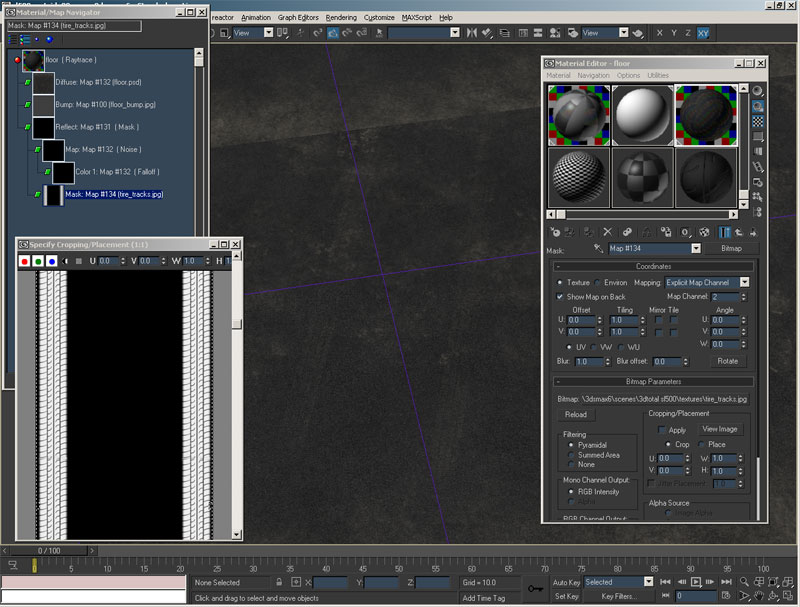 Material/Map Navigator
reactor Animation Graph Editors Rendering Customize MAXScript Help
Mask: Map #134 (tire_tracks.jpg)
View
View
X Y Z XY
floor ( Raytrace )
Diffuse: Map #132 (floor.psd)
Bump: Map #100 (floor_bump.jpg)
Reflect: Map #131 ( Mask )
Map: Map #132 ( Noise )
Color 1: Map #132 ( Falloff )
Mask: Map #134 (tire_tracks.jpg)
Specify Cropping/Placement (1:1)
U 0.0 V 0.0 W 1.0 H 1
Material Editor - floor
Material Navigation Options Utilities
Mask: Map #134 Bitmap
Coordinates
Texture Environ Mapping: Explicit Map Channel
Show Map on Back Map Channel: 2
Offset Tiling Mirror Tile Angle
U: 0.0 1.0 U: 0.0
V: 0.0 1.0 V: 0.0
W: 0.0
UV VW WU
Blur: 1.0 Blur offset: 0.0 Rotate
Bitmap Parameters
Bitmap: \3dsmax6\scenes\3dtotal sl500\textures\tire_tracks.jpg
Reload
Cropping/Placement
Apply View Image
Crop Place
U: 0.0 W: 1.0
V: 0.0 H: 1.0
Jitter Placement: 1.0
Filtering
Pyramidal
Summed Area
None
Mono Channel Output:
RGB Intensity
Alpha
RGB Channel Output:
Alpha Source
Image Alpha
0 / 100
0 5 10 15 20 25 30 35 40 45 50 55 60 65 70 75 80 85 90 95 100
None Selected X: Y: Z: Grid = 10.0
Click and drag to select and move objects Add Time Tag
Auto Key Selected
Set Key Key Filters... 0